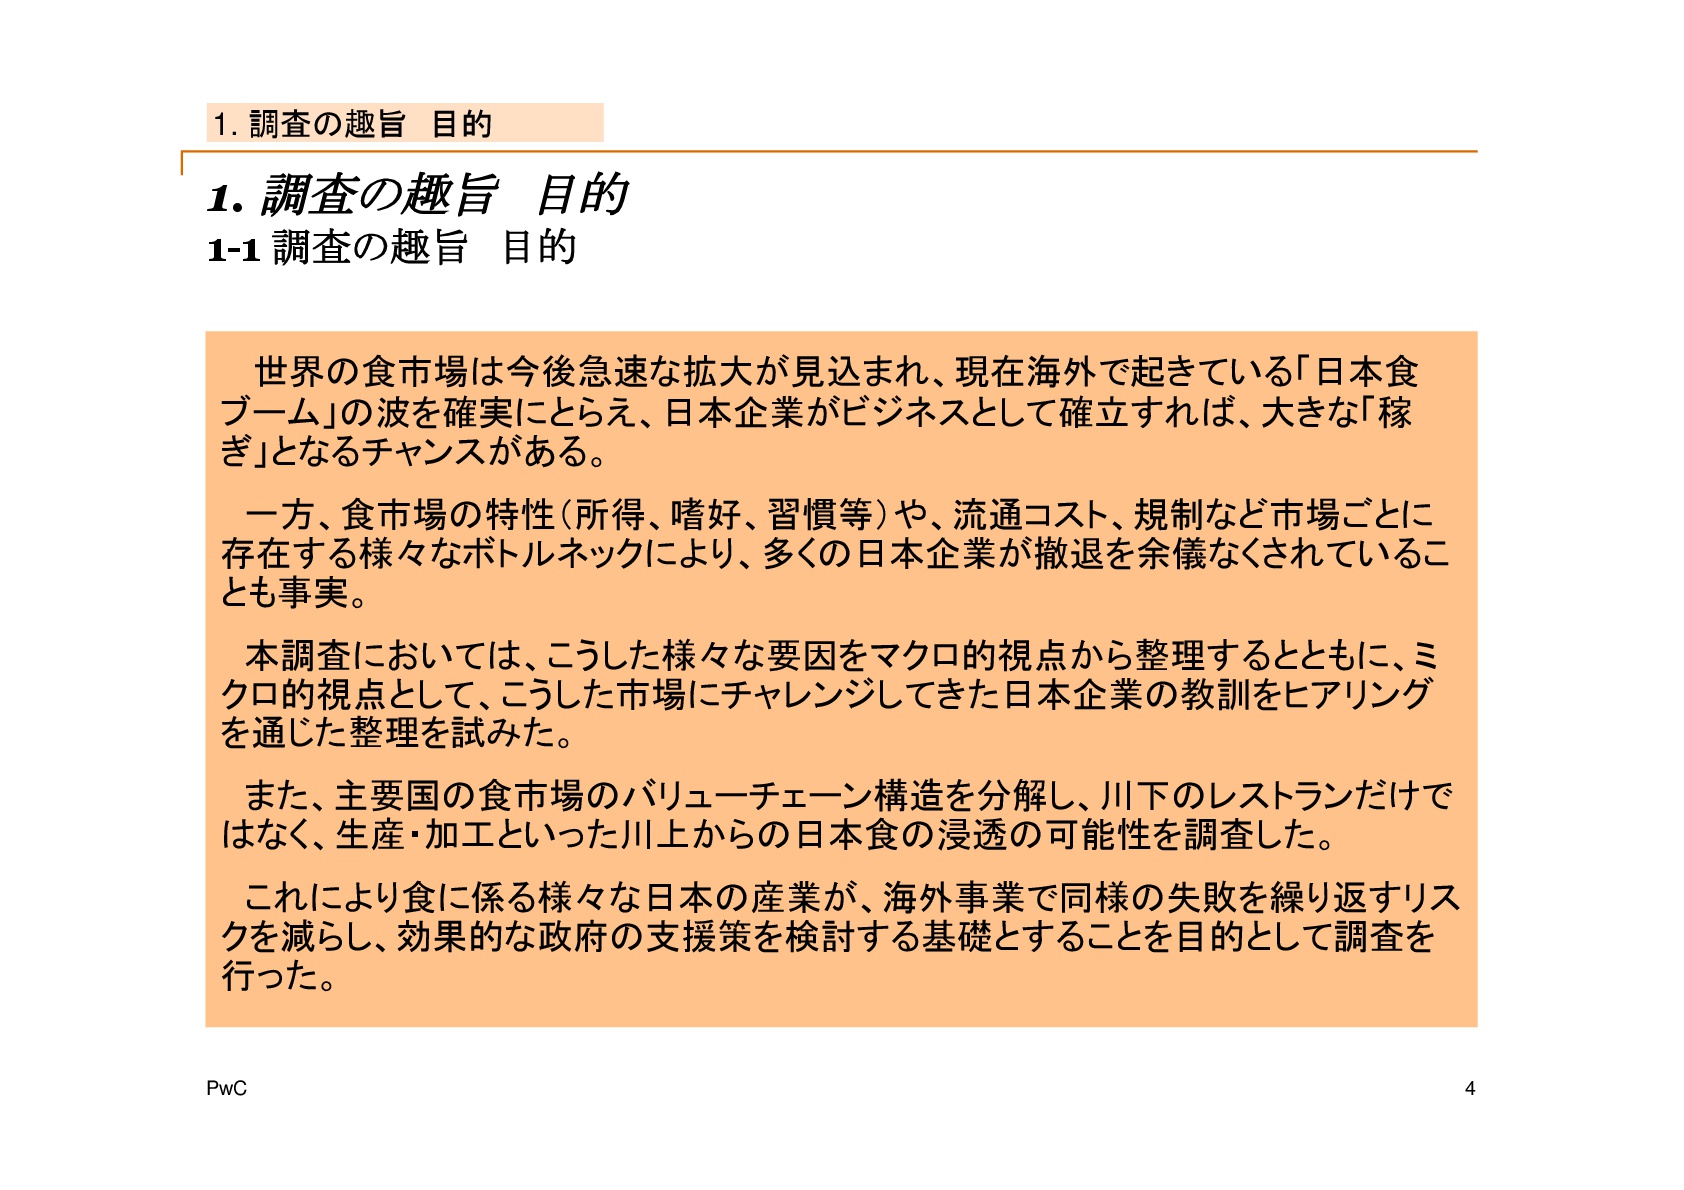 1. 調査の趣旨　目的
1. 調査の趣旨　目的
1-1 調査の趣旨　目的
世界の食市場は今後急速な拡大が見込まれ、現在海外で起きている「日本食
ブーム」の波を確実にとらえ、日本企業がビジネスとして確立すれば、大きな「稼
ぎ」となるチャンスがある。
一方、食市場の特性（所得、嗜好、習慣等）や、流通コスト、規制など市場ごとに
存在する様々なボトルネックにより、多くの日本企業が撤退を余儀なくされているこ
とも事実。
本調査においては、こうした様々な要因をマクロ的視点から整理するとともに、ミ
クロ的視点として、こうした市場にチャレンジしてきた日本企業の教訓をヒアリング
を通じた整理を試みた。
また、主要国の食市場のバリューチェーン構造を分解し、川下のレストランだけで
はなく、生産・加工といった川上からの日本食の浸透の可能性を調査した。
これにより食に係る様々な日本の産業が、海外事業で同様の失敗を繰り返すリス
クを減らし、効果的な政府の支援策を検討する基礎とすることを目的として調査を
行った。
PwC
4